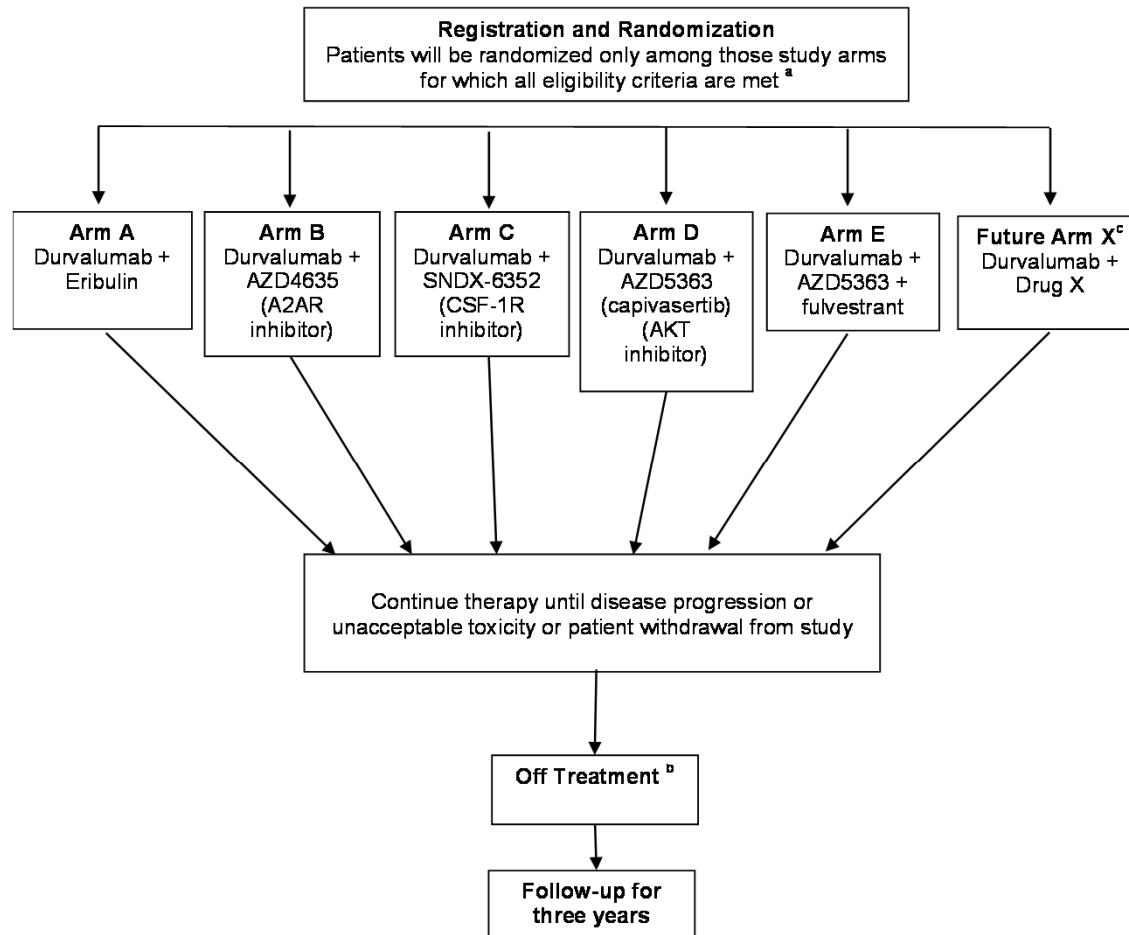 Registration and Randomization
Patients will be randomized only among those study arms
for which all eligibility criteria are met a
Arm A
Durvalumab +
Eribulin
Arm B
Durvalumab +
AZD4635
(A2AR
inhibitor)
Arm C
Durvalumab +
SNDX-6352
(CSF-1R
inhibitor)
Arm D
Durvalumab +
AZD5363
(capivasertib)
(AKT
inhibitor)
Arm E
Durvalumab +
AZD5363 +
fulvestrant
Future Arm Xc
Durvalumab +
Drug X
Continue therapy until disease progression or
unacceptable toxicity or patient withdrawal from study
Off Treatment b
Follow-up for
three years